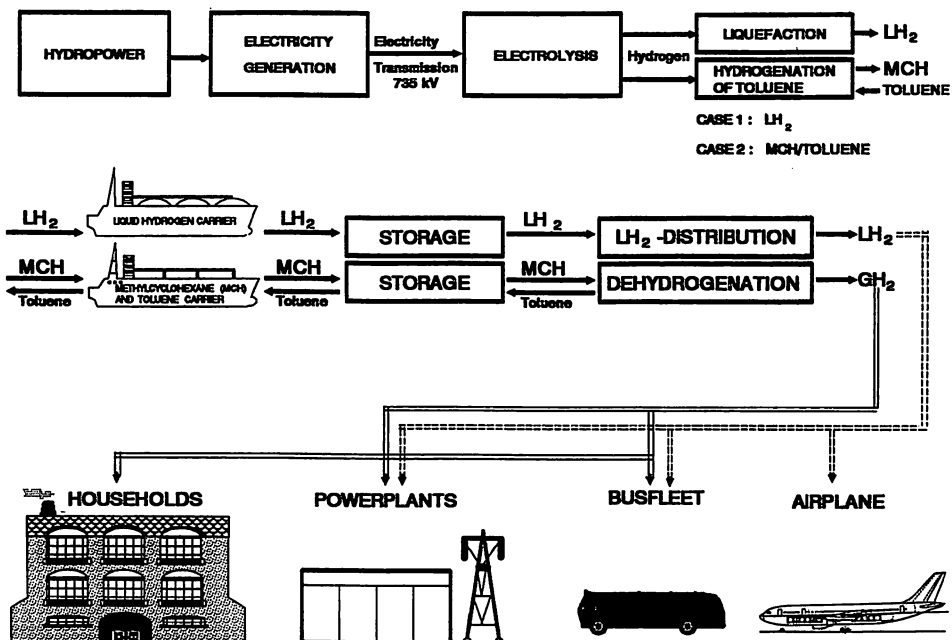 HYDROPOWER
ELECTRICITY
GENERATION
Electricity
Transmission
735 kV
ELECTROLYSIS
Hydrogen
LIQUEFACTION
LH2
HYDROGENATION
OF TOLUENE
MCH
TOLUENE
CASE 1 : LH2
CASE 2 : MCH/TOLUENE
LH2
LIQUID HYDROGEN CARRIER
LH2
STORAGE
LH2
LH2 -DISTRIBUTION
LH2
MCH
Toluene
METHYLCYCLOHEXANE (MCH)
AND TOLUENE CARRIER
MCH
Toluene
STORAGE
MCH
Toluene
DEHYDROGENATION
GH2
HOUSEHOLDS
POWERPLANTS
BUSFLEET
AIRPLANE